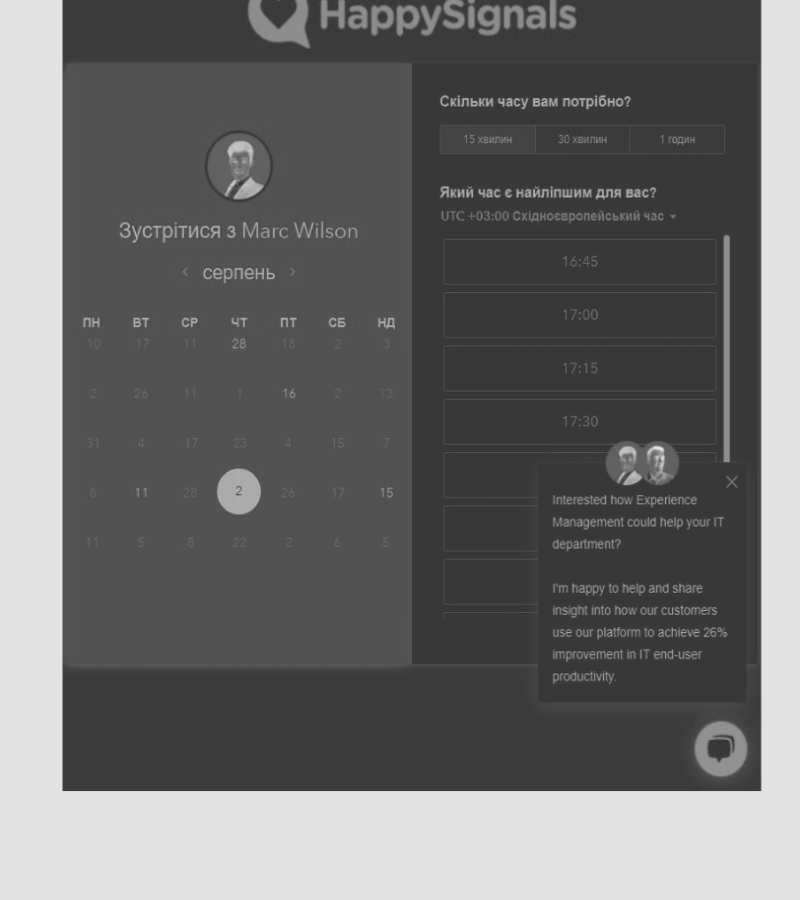 HappySignals
Зустрітися з Marc Wilson
серпень
ПН ВТ СР ЧТ ПТ СБ НД
10 17 11 28 18 2 3
2 26 11 1 16 2 13
31 4 17 23 4 15 7
8 11 28 2 26 17 15
11 5 8 22 2 6 5
Скільки часу вам потрібно?
15 хвилин 30 хвилин 1 годин
Який час є найліпшим для вас?
UTC +03:00 Східноєвропейський час
16:45
17:00
17:15
17:30
Interested how Experience
Management could help your IT
department?
I'm happy to help and share
insight into how our customers
use our platform to achieve 26%
improvement in IT end-user
productivity.